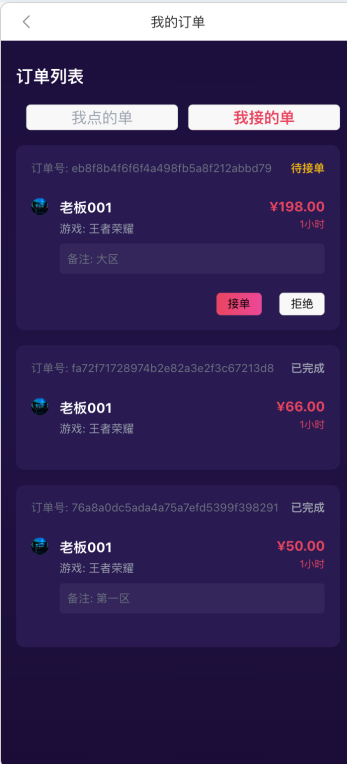 我的订单
订单列表
我点的单 我接的单
订单号: eb8f8b4f6f6f4a498fb5a8f212abbd79 待接单
老板001 ¥198.00
游戏: 王者荣耀 1小时
备注: 大区
接单 拒绝
订单号: fa72f71728974b2e82a3e2f3c67213d8 已完成
老板001 ¥66.00
游戏: 王者荣耀 1小时
订单号: 76a8a0dc5ada4a75a7efd5399f398291 已完成
老板001 ¥50.00
游戏: 王者荣耀 1小时
备注: 第一区